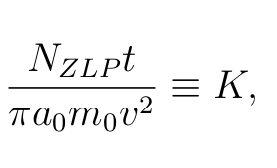 \frac{N_{ZLP} t}{\pi a_0 m_0 v^2} \equiv K,